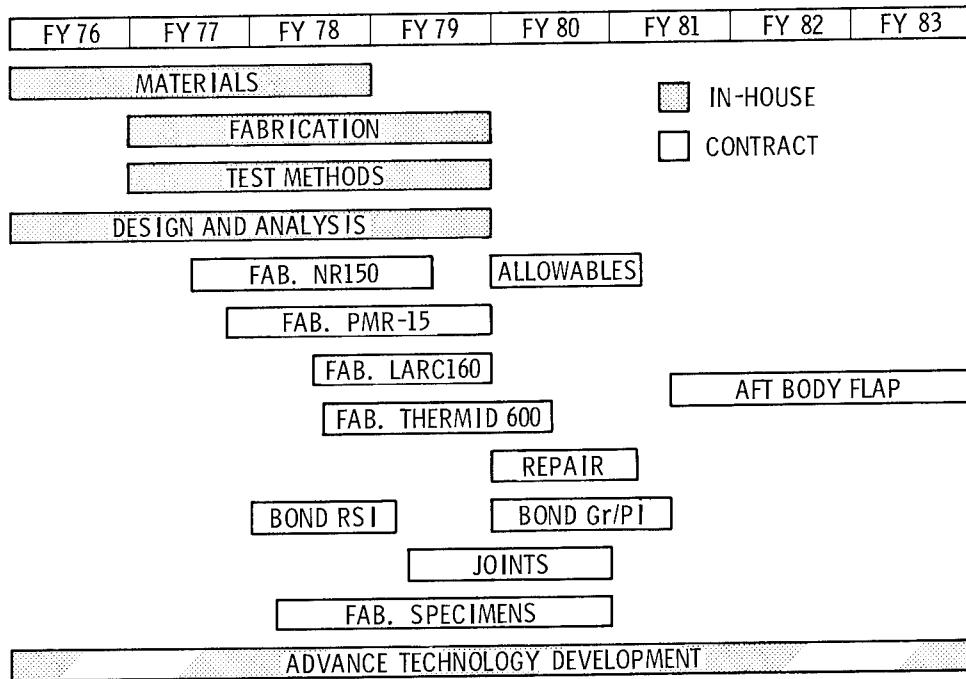 FY 76 FY 77 FY 78 FY 79 FY 80 FY 81 FY 82 FY 83
MATERIALS
IN-HOUSE
FABRICATION
CONTRACT
TEST METHODS
DESIGN AND ANALYSIS
FAB. NR150
ALLOWABLES
FAB. PMR-15
FAB. LARC160
AFT BODY FLAP
FAB. THERMID 600
REPAIR
BOND RSI
BOND Gr/PI
JOINTS
FAB. SPECIMENS
ADVANCE TECHNOLOGY DEVELOPMENT